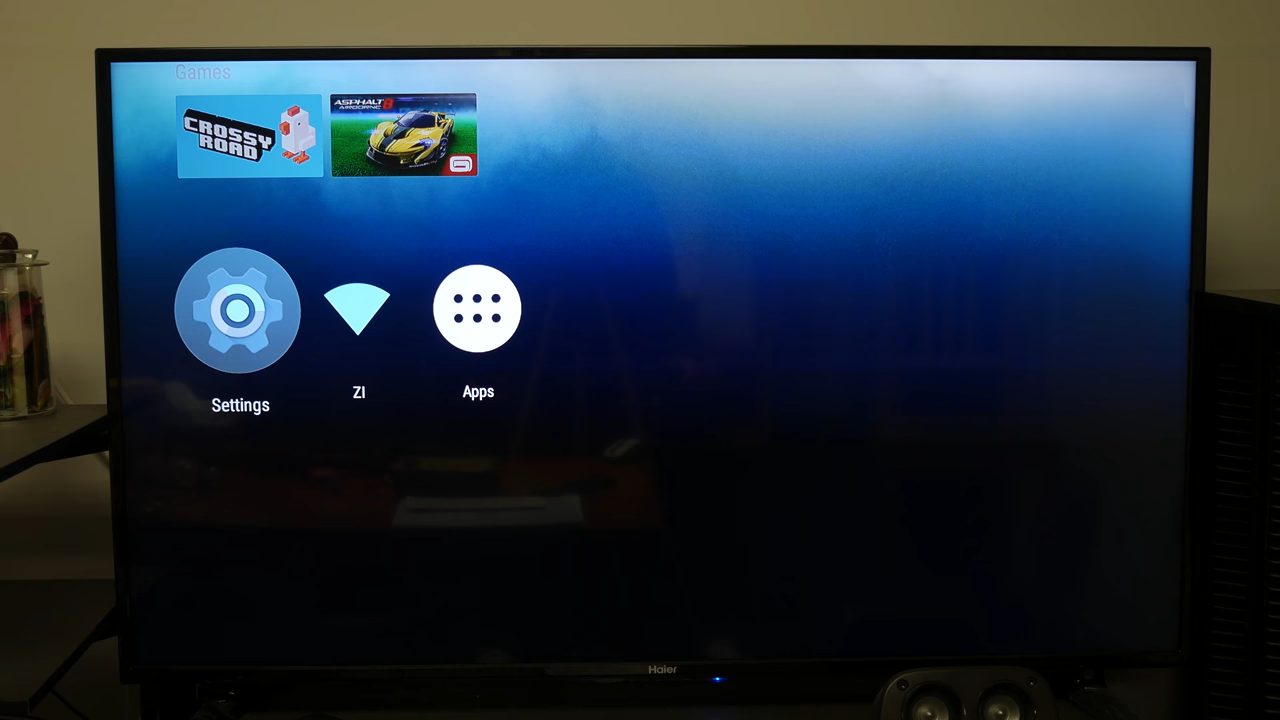 Games
CROSSY
ROAD
ASPHALT 8
AIRBORNE
Settings
ZI
Apps
Haier